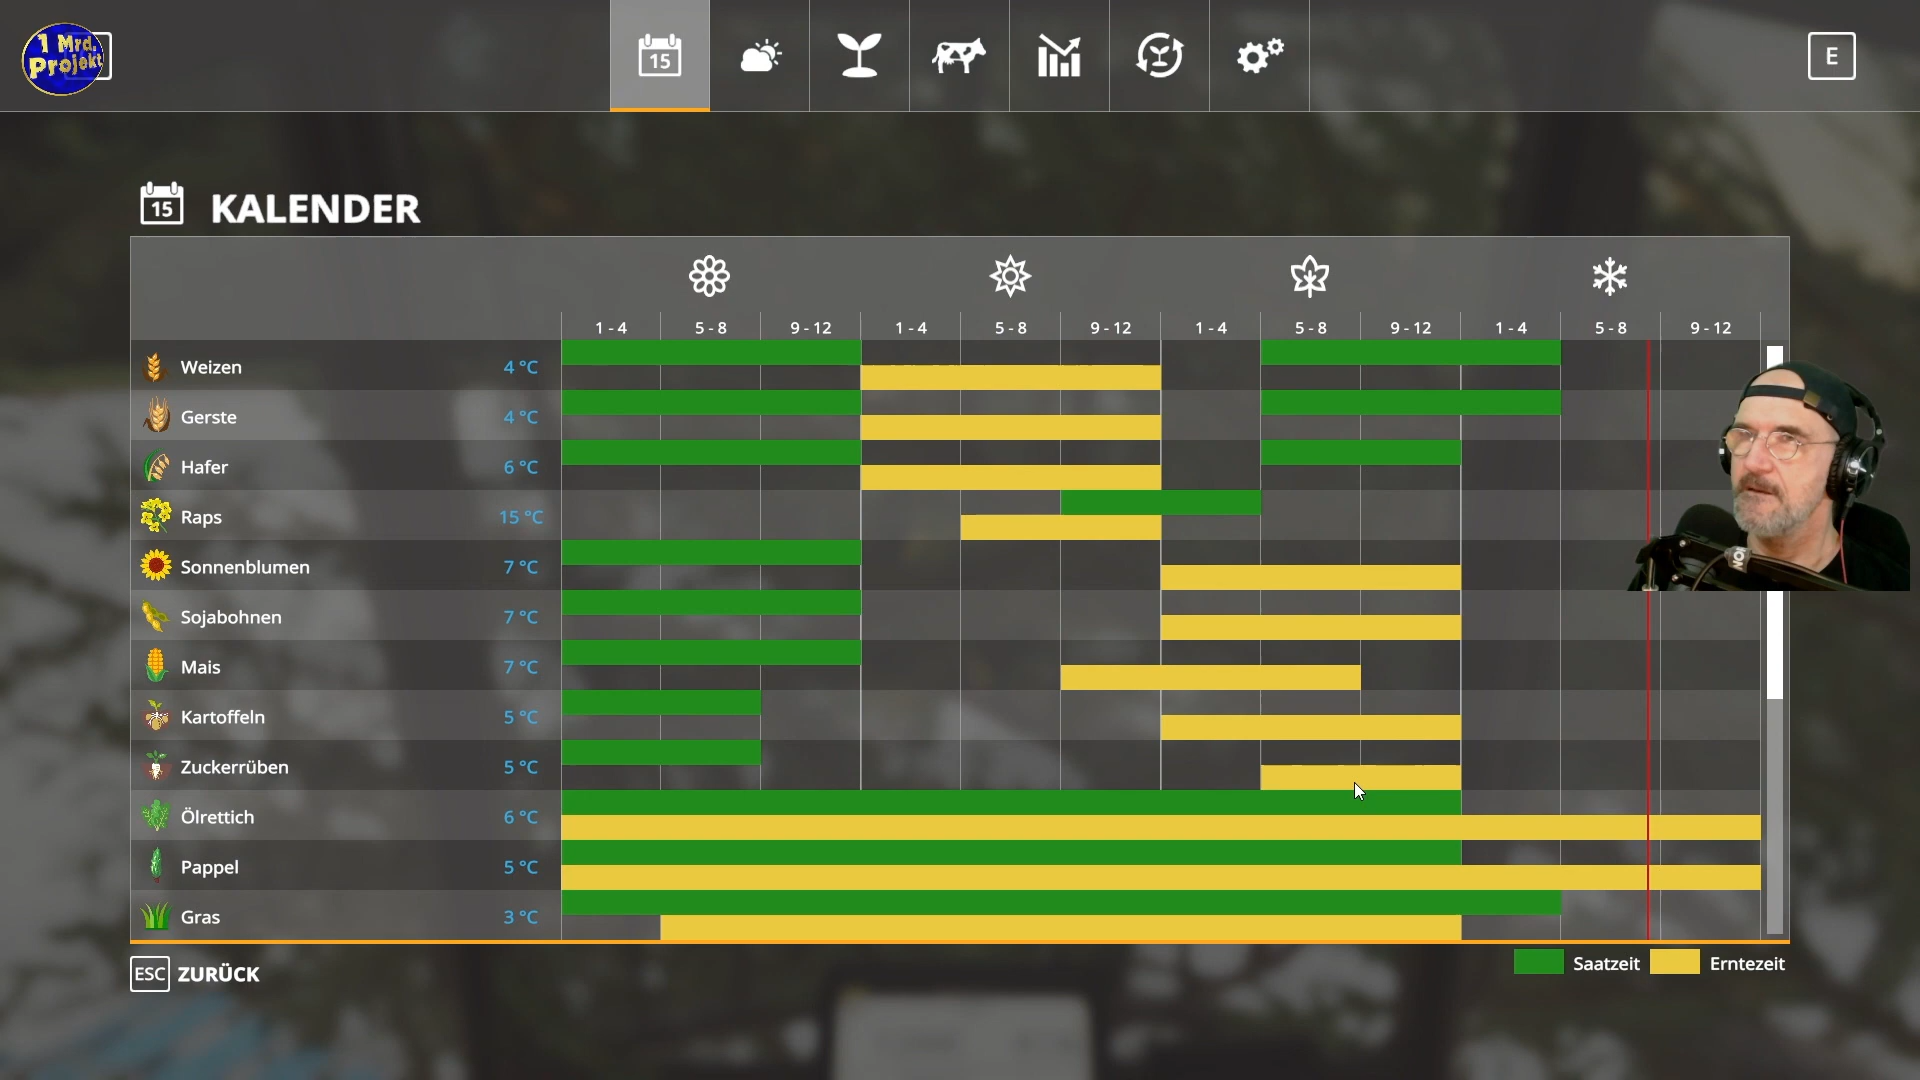 1 Mrd.
Projekt
15
E
15 KALENDER
1 - 4 5 - 8 9 - 12 1 - 4 5 - 8 9 - 12 1 - 4 5 - 8 9 - 12 1 - 4 5 - 8 9 - 12
Weizen 4 °C
Gerste 4 °C
Hafer 6 °C
Raps 15 °C
Sonnenblumen 7 °C
Sojabohnen 7 °C
Mais 7 °C
Kartoffeln 5 °C
Zuckerrüben 5 °C
Ölrettich 6 °C
Pappel 5 °C
Gras 3 °C
ESC ZURÜCK
Saatzeit Erntezeit